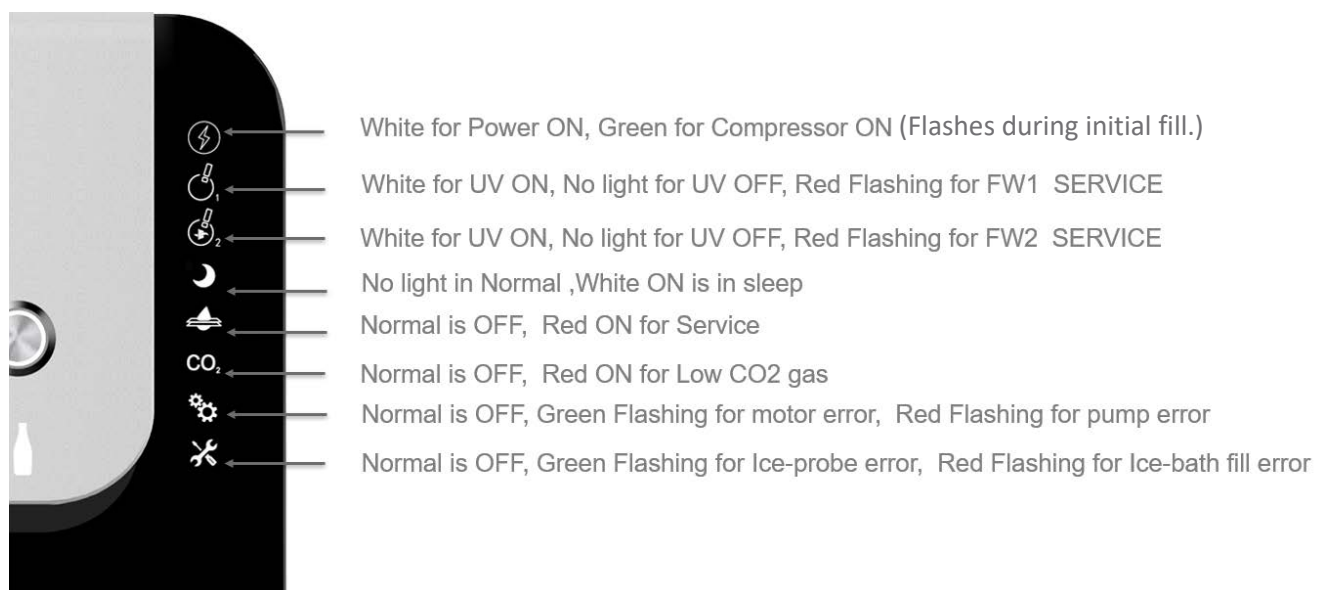 White for Power ON, Green for Compressor ON (Flashes during initial fill.)
1
White for UV ON, No light for UV OFF, Red Flashing for FW1  SERVICE
2
White for UV ON, No light for UV OFF, Red Flashing for FW2  SERVICE
No light in Normal ,White ON is in sleep
Normal is OFF,  Red ON for Service
CO₂
Normal is OFF,  Red ON for Low CO2 gas
Normal is OFF, Green Flashing for motor error,  Red Flashing for pump error
Normal is OFF, Green Flashing for Ice-probe error,  Red Flashing for Ice-bath fill error